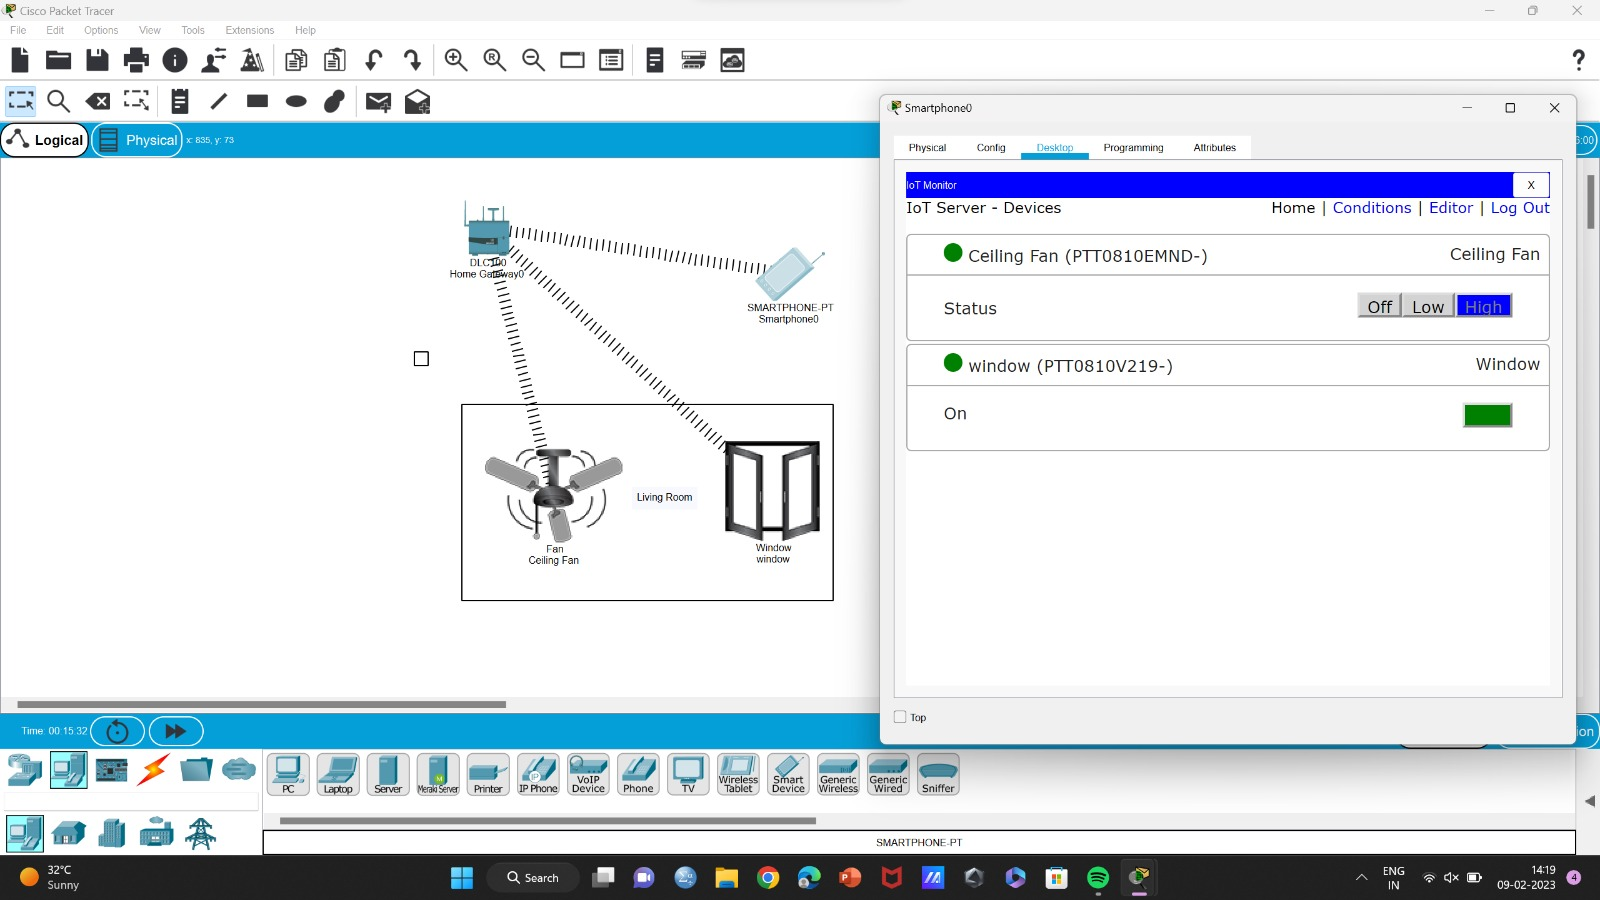 Cisco Packet Tracer
File Edit Options View Tools Extensions Help
Logical Physical x: 835, y: 73
DLC100
Home Gateway0
SMARTPHONE-PT
Smartphone0
Living Room
Fan
Ceiling Fan
Window
window
Smartphone0
Physical Config Desktop Programming Attributes
IoT Monitor X
IoT Server - Devices Home | Conditions | Editor | Log Out
Ceiling Fan (PTT0810EMND-) Ceiling Fan
Status Off Low High
window (PTT0810V219-) Window
On
Top
Time: 00:15:32
PC Laptop Server Meraki Server Printer IP Phone VoIP Device Phone TV Wireless Tablet Smart Device Generic Wireless Generic Wired Sniffer
SMARTPHONE-PT
32°C
Sunny
Search
ENG
IN
14:19
09-02-2023
4